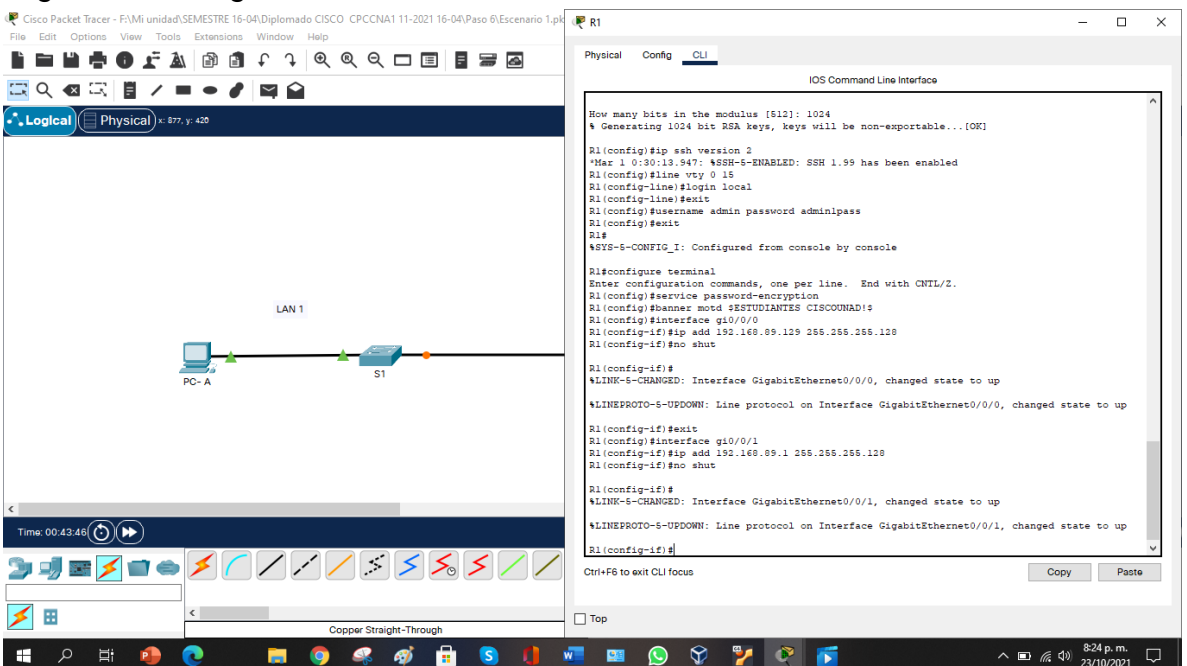 Cisco Packet Tracer - F:\Mi unidad\SEMESTRE 16-04\Diplomado CISCO CPCCNA1 11-2021 16-04\Paso 6\Escenario 1.pk
File Edit Options View Tools Extensions Window Help
Logical Physical x: 877, y: 420
LAN 1
PC- A
S1
Time: 00:43:46
Copper Straight-Through
R1
Physical Config CLI
IOS Command Line Interface
How many bits in the modulus [512]: 1024
% Generating 1024 bit RSA keys, keys will be non-exportable...[OK]
R1(config)#ip ssh version 2
*Mar 1 0:30:13.947: %SSH-5-ENABLED: SSH 1.99 has been enabled
R1(config)#line vty 0 15
R1(config-line)#login local
R1(config-line)#exit
R1(config)#username admin password admin1pass
R1(config)#exit
R1#
%SYS-5-CONFIG_I: Configured from console by console
R1#configure terminal
Enter configuration commands, one per line. End with CNTL/Z.
R1(config)#service password-encryption
R1(config)#banner motd $ESTUDIANTES CISCOUNAD!$
R1(config)#interface gi0/0/0
R1(config-if)#ip add 192.168.89.129 255.255.255.128
R1(config-if)#no shut
R1(config-if)#
%LINK-5-CHANGED: Interface GigabitEthernet0/0/0, changed state to up
%LINEPROTO-5-UPDOWN: Line protocol on Interface GigabitEthernet0/0/0, changed state to up
R1(config-if)#exit
R1(config)#interface gi0/0/1
R1(config-if)#ip add 192.168.89.1 255.255.255.128
R1(config-if)#no shut
R1(config-if)#
%LINK-5-CHANGED: Interface GigabitEthernet0/0/1, changed state to up
%LINEPROTO-5-UPDOWN: Line protocol on Interface GigabitEthernet0/0/1, changed state to up
R1(config-if)#
Ctrl+F6 to exit CLI focus
Copy Paste
Top
8:24 p. m.
23/10/2021